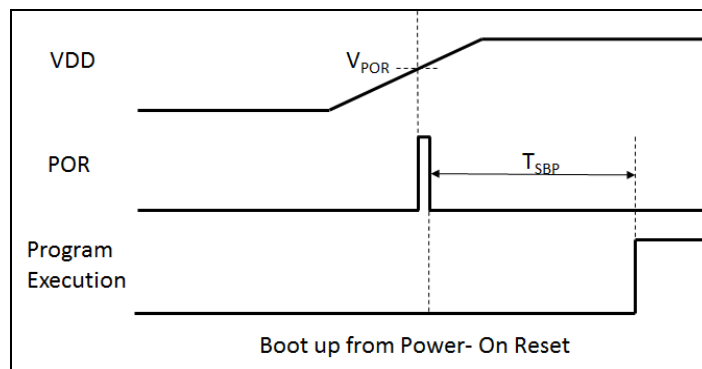 VDD
VPOR
POR
TSBP
Program
Execution
Boot up from Power- On Reset